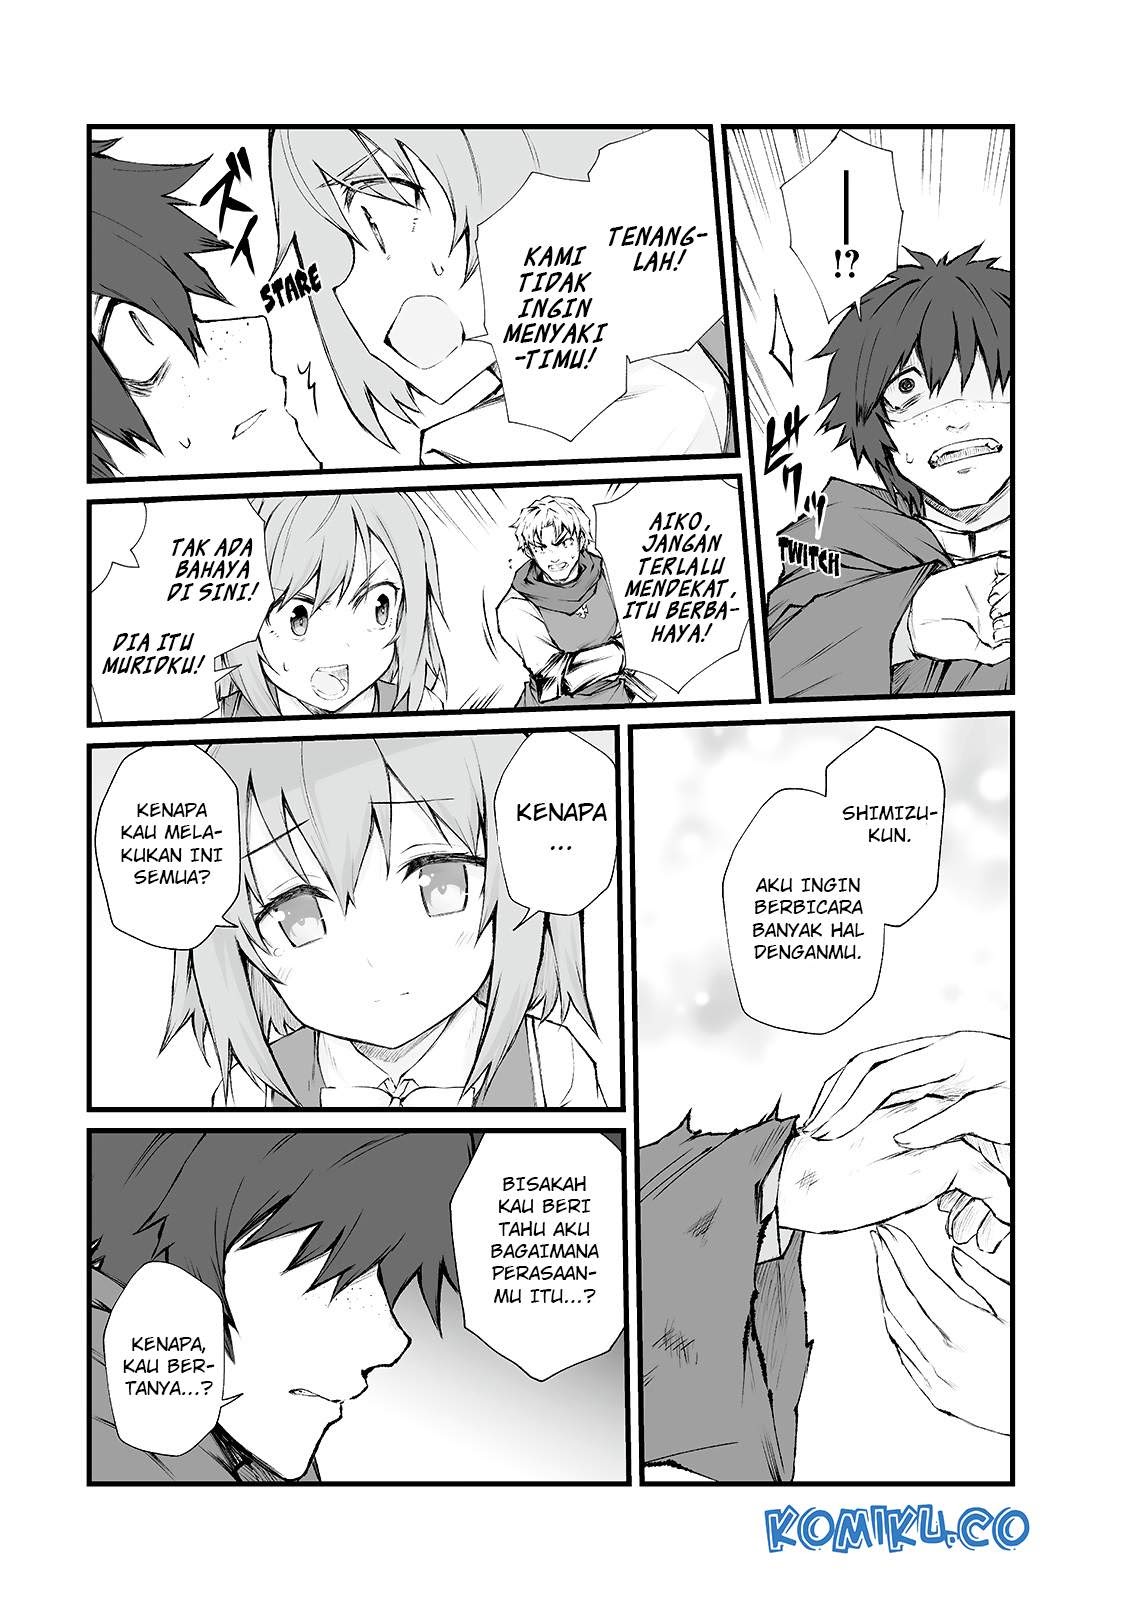 —
!?
ビクッ
TWITCH
TENANG-
LAH!
KAMI
TIDAK
INGIN
MENYAKI
-TIMU!
ズイ
STARE
AIKO,
JANGAN
TERLALU
MENDEKAT,
ITU BERBA-
HAYA!
TAK ADA
BAHAYA
DI SINI!
DIA ITU
MURIDKU!
SHIMIZU-
KUN.
AKU INGIN
BERBICARA
BANYAK HAL
DENGANMU.
KENAPA
...
KENAPA
KAU MELA-
KUKAN INI
SEMUA?
BISAKAH
KAU BERI
TAHU AKU
BAGAIMANA
PERASAAN-
MU ITU...?
KENAPA,
KAU BER-
TANYA...?
KOMIKU.CO